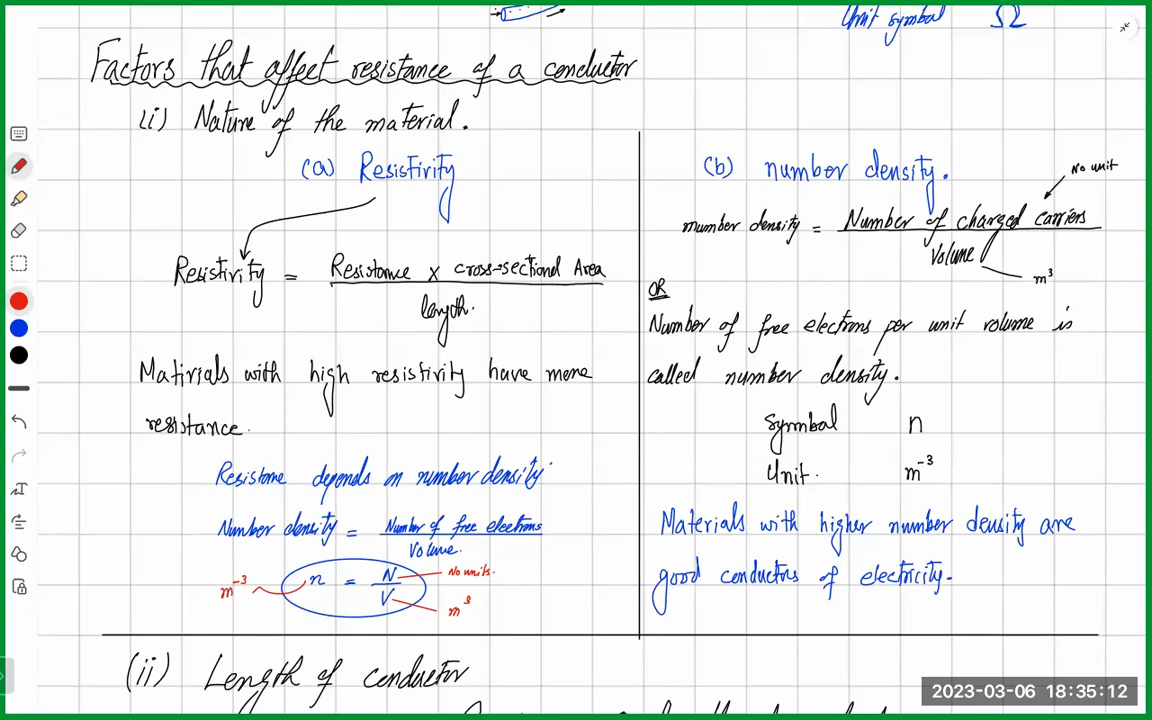 Unit symbol Ω
Factors that affect resistance of a conductor
(i) Nature of the material.
(a) Resistivity
Resistivity = Resistance x cross-sectional Area
length.
Matirials with high resistivity have more
resistance.
Resistance depends on number density
Number density = Number of free electrons
Volume.
m⁻³ n = N No units.
V m³
(b) number density.
No unit
number density = Number of charged carriers
Volume
m³
OR
Number of free electrons per unit volume is
called number density.
Symbol n
Unit. m⁻³
Materials with higher number density are
good conductors of electricity.
(ii) Length of conductor
2023-03-06 18:35:12